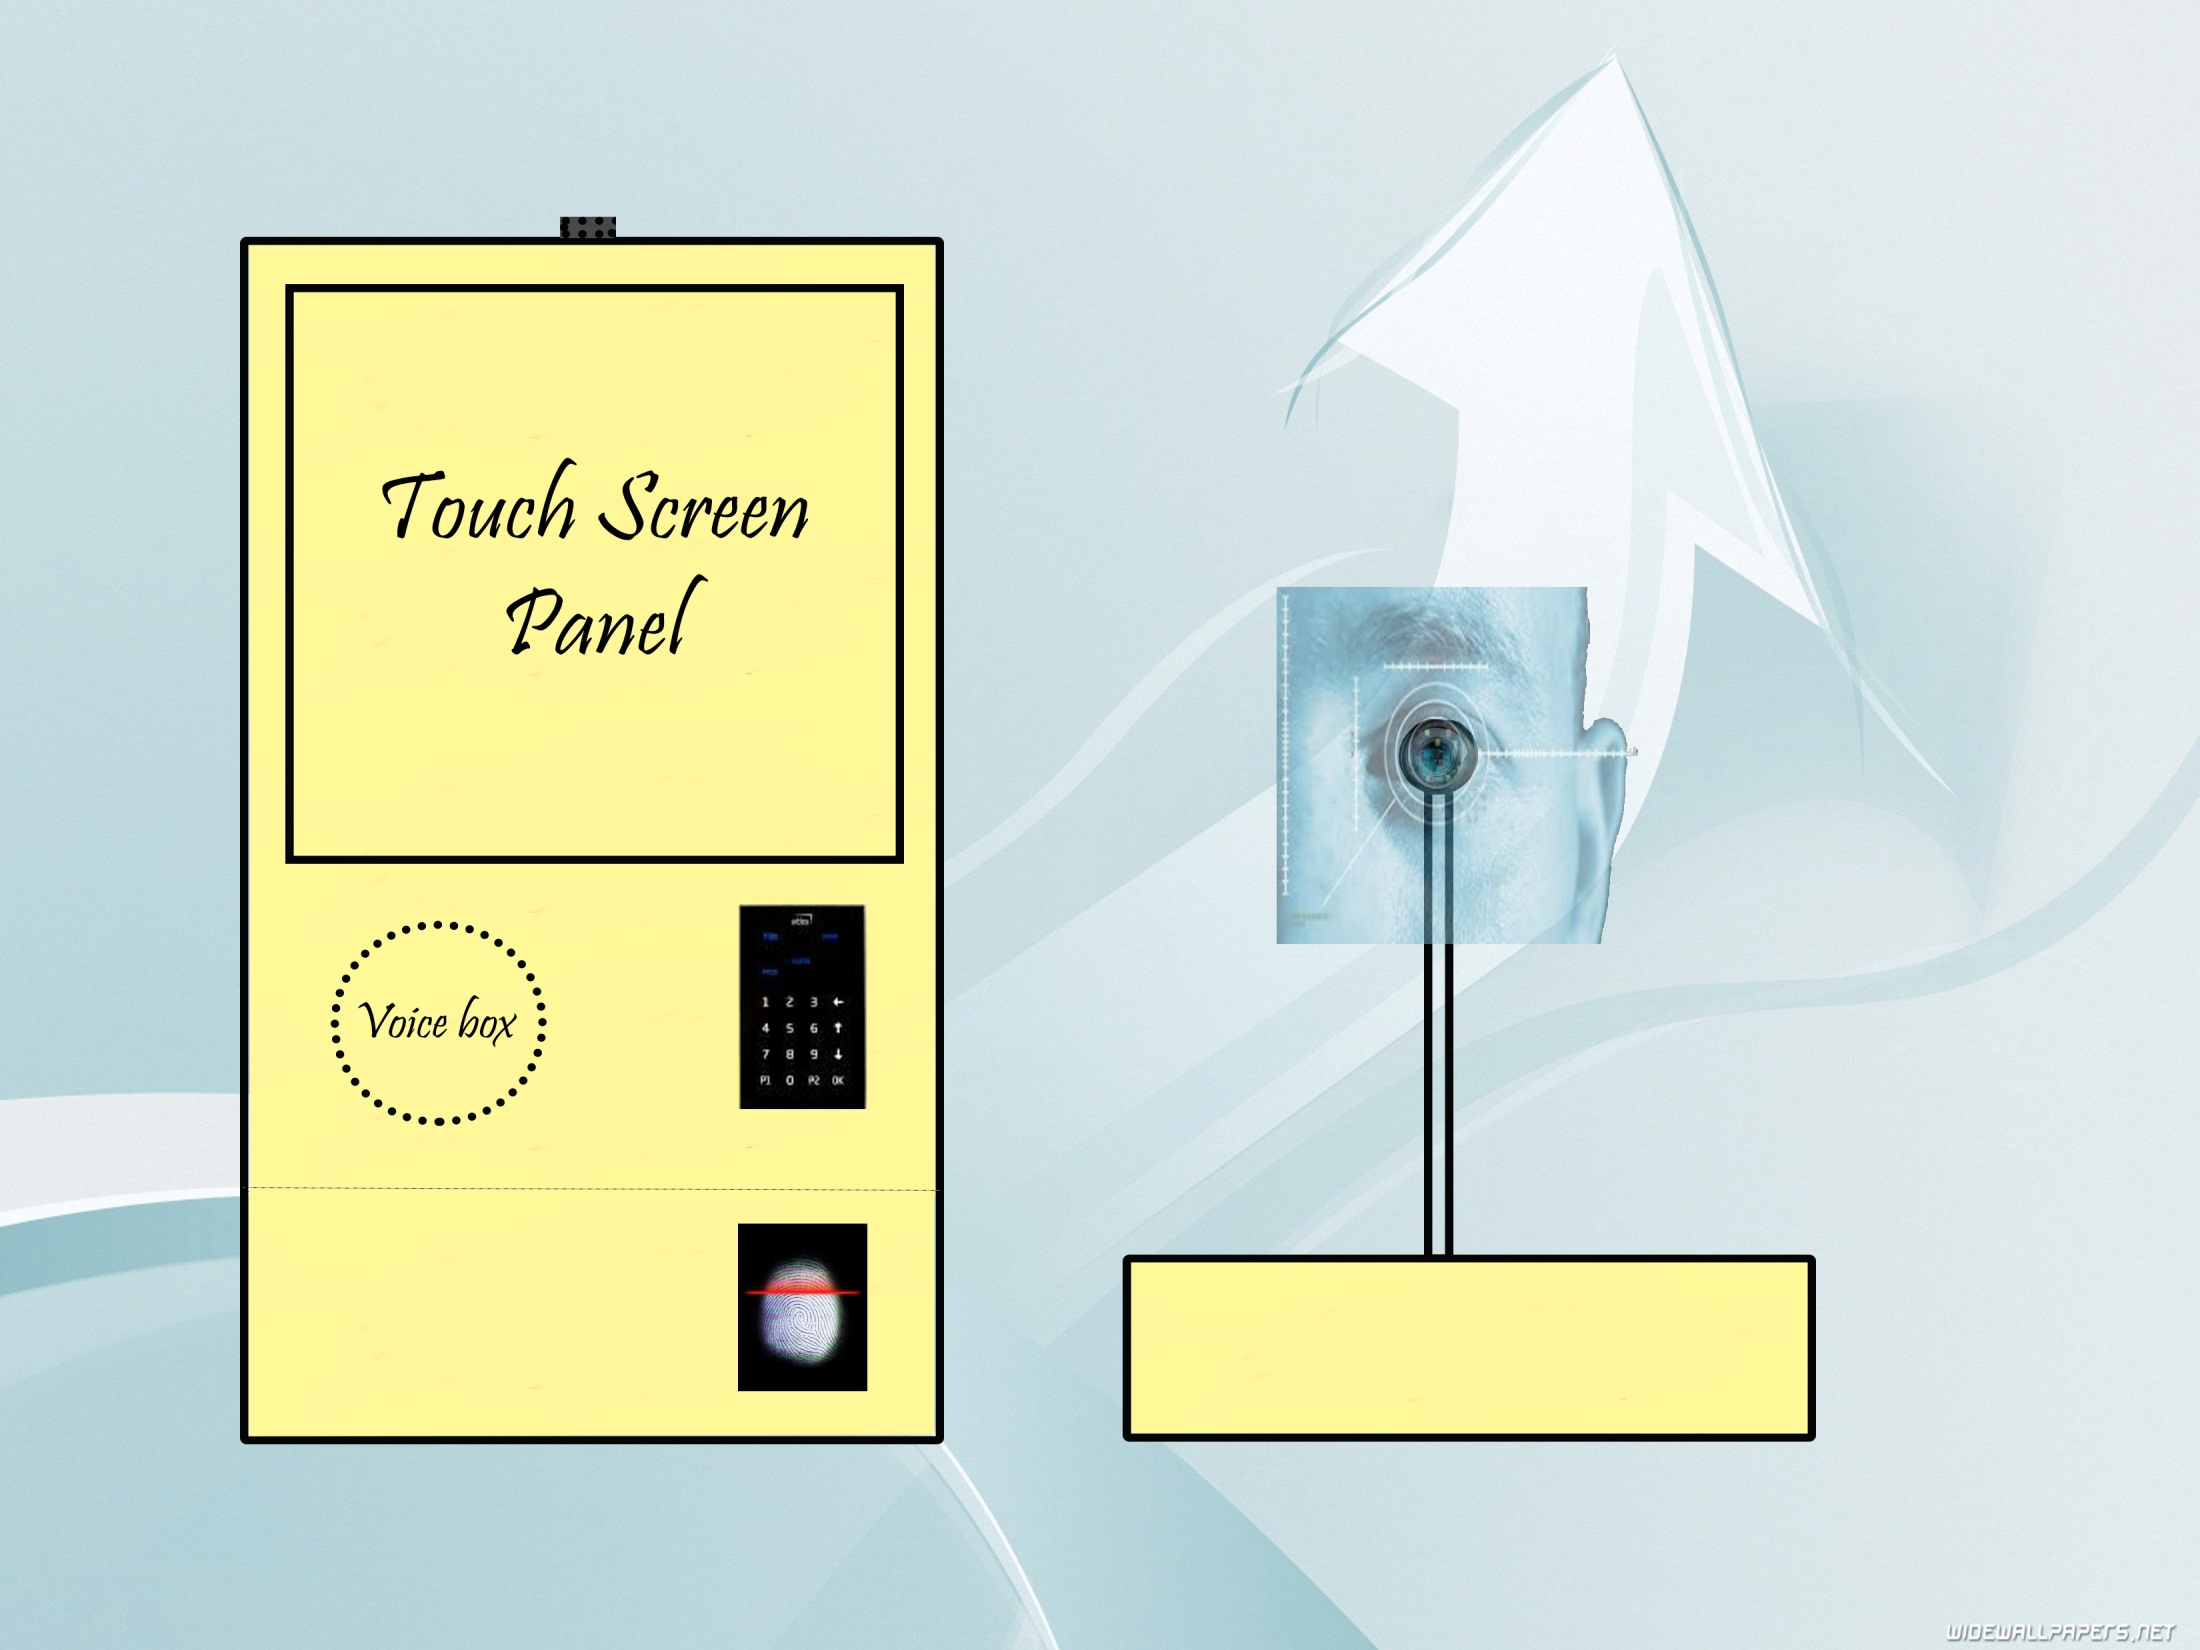 Touch Screen
Panel
Voice box
1 2 3 ←
4 5 6 ↑
7 8 9 ↓
P1 0 P2 OK
WIDEWALLPAPERS.NET